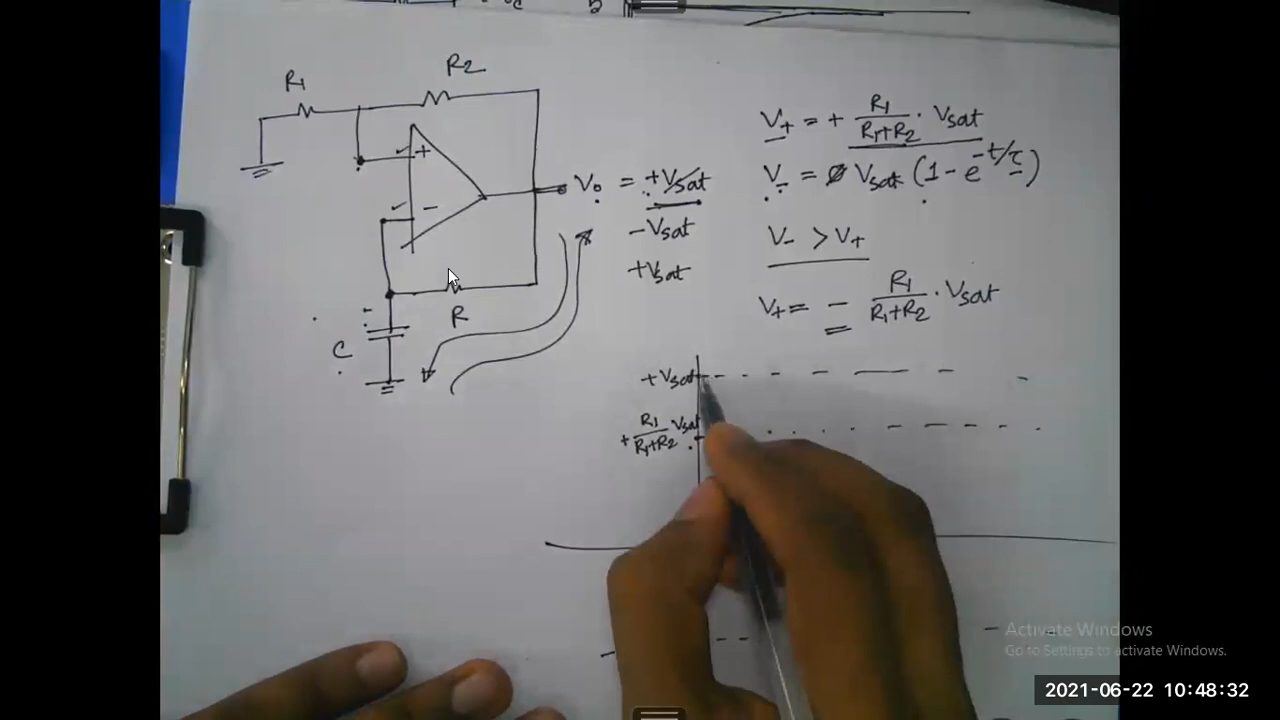 R1
R2
+
-
Vo = +Vsat
-Vsat
+Vsat
R
C
V+ = + R1/(R1+R2) · Vsat
V- = Vsat (1 - e^-t/τ)
V- > V+
V+ = - R1/(R1+R2) · Vsat
+Vsat
+ R1/(R1+R2) Vsat
Activate Windows
Go to Settings to activate Windows.
2021-06-22 10:48:32